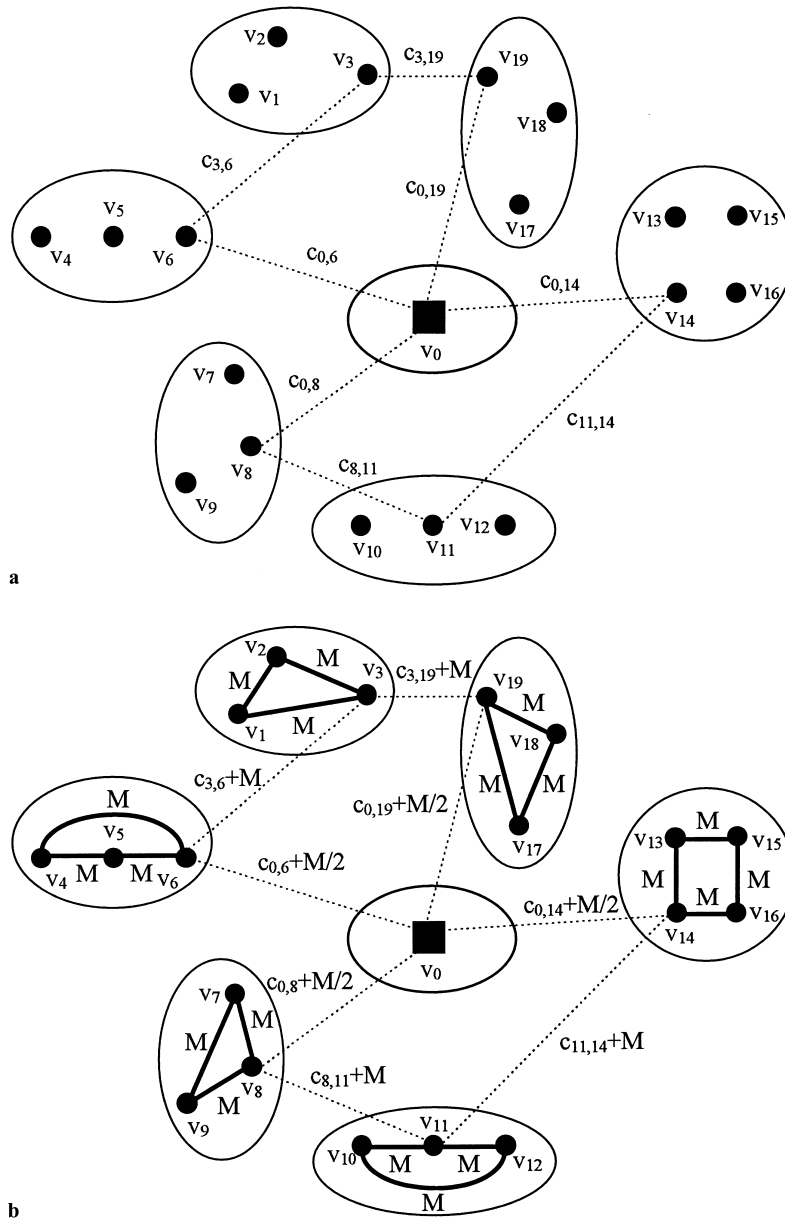 v2
v3
c3,19
v19
v1
v18
c3,6
v5
c0,19
v13
v15
v17
v4
v6
c0,6
c0,14
v14
v16
v0
v7
c0,8
c11,14
v8
c8,11
v9
v12
v10
v11
a
v2
M
v3
c3,19+M
v19
M
M
v1
M
v18
c3,6+M
M
M
M
c0,19+M/2
v17
v13
M
v15
v5
v4
M
M
v6
c0,6+M/2
M
M
c0,14+M/2
M
v14
v16
v0
v7
c0,8+M/2
M
M
c11,14+M
v8
M
c8,11+M
v9
v11
v10
M
M
v12
M
b